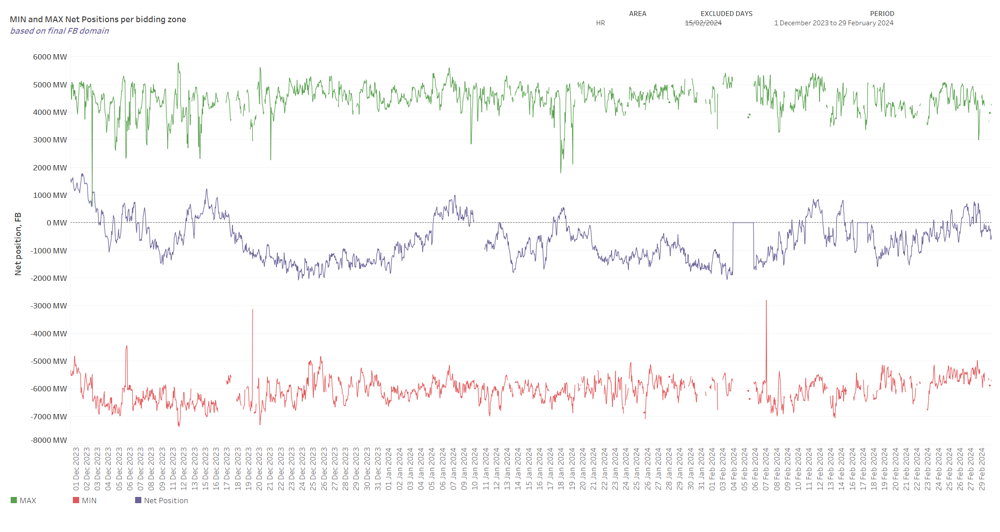 MIN and MAX Net Positions per bidding zone
based on final FB domain
AREA EXCLUDED DAYS PERIOD
HR 15/02/2024 1 December 2023 to 29 February 2024
Net position, FB
6000 MW
5000 MW
4000 MW
3000 MW
2000 MW
1000 MW
0 MW
-1000 MW
-2000 MW
-3000 MW
-4000 MW
-5000 MW
-6000 MW
-7000 MW
-8000 MW
01 Dec 2023
02 Dec 2023
03 Dec 2023
04 Dec 2023
05 Dec 2023
06 Dec 2023
07 Dec 2023
08 Dec 2023
09 Dec 2023
11 Dec 2023
12 Dec 2023
13 Dec 2023
15 Dec 2023
16 Dec 2023
17 Dec 2023
18 Dec 2023
19 Dec 2023
20 Dec 2023
21 Dec 2023
22 Dec 2023
23 Dec 2023
24 Dec 2023
25 Dec 2023
26 Dec 2023
27 Dec 2023
28 Dec 2023
29 Dec 2023
30 Dec 2023
31 Dec 2023
01 Jan 2024
02 Jan 2024
03 Jan 2024
04 Jan 2024
05 Jan 2024
06 Jan 2024
07 Jan 2024
09 Jan 2024
10 Jan 2024
11 Jan 2024
12 Jan 2024
13 Jan 2024
14 Jan 2024
15 Jan 2024
16 Jan 2024
17 Jan 2024
18 Jan 2024
19 Jan 2024
20 Jan 2024
21 Jan 2024
22 Jan 2024
23 Jan 2024
24 Jan 2024
25 Jan 2024
26 Jan 2024
27 Jan 2024
28 Jan 2024
29 Jan 2024
30 Jan 2024
31 Jan 2024
01 Feb 2024
03 Feb 2024
04 Feb 2024
05 Feb 2024
06 Feb 2024
07 Feb 2024
08 Feb 2024
09 Feb 2024
10 Feb 2024
11 Feb 2024
12 Feb 2024
13 Feb 2024
14 Feb 2024
16 Feb 2024
17 Feb 2024
18 Feb 2024
19 Feb 2024
20 Feb 2024
21 Feb 2024
22 Feb 2024
23 Feb 2024
24 Feb 2024
25 Feb 2024
26 Feb 2024
27 Feb 2024
29 Feb 2024
MAX MIN Net Position